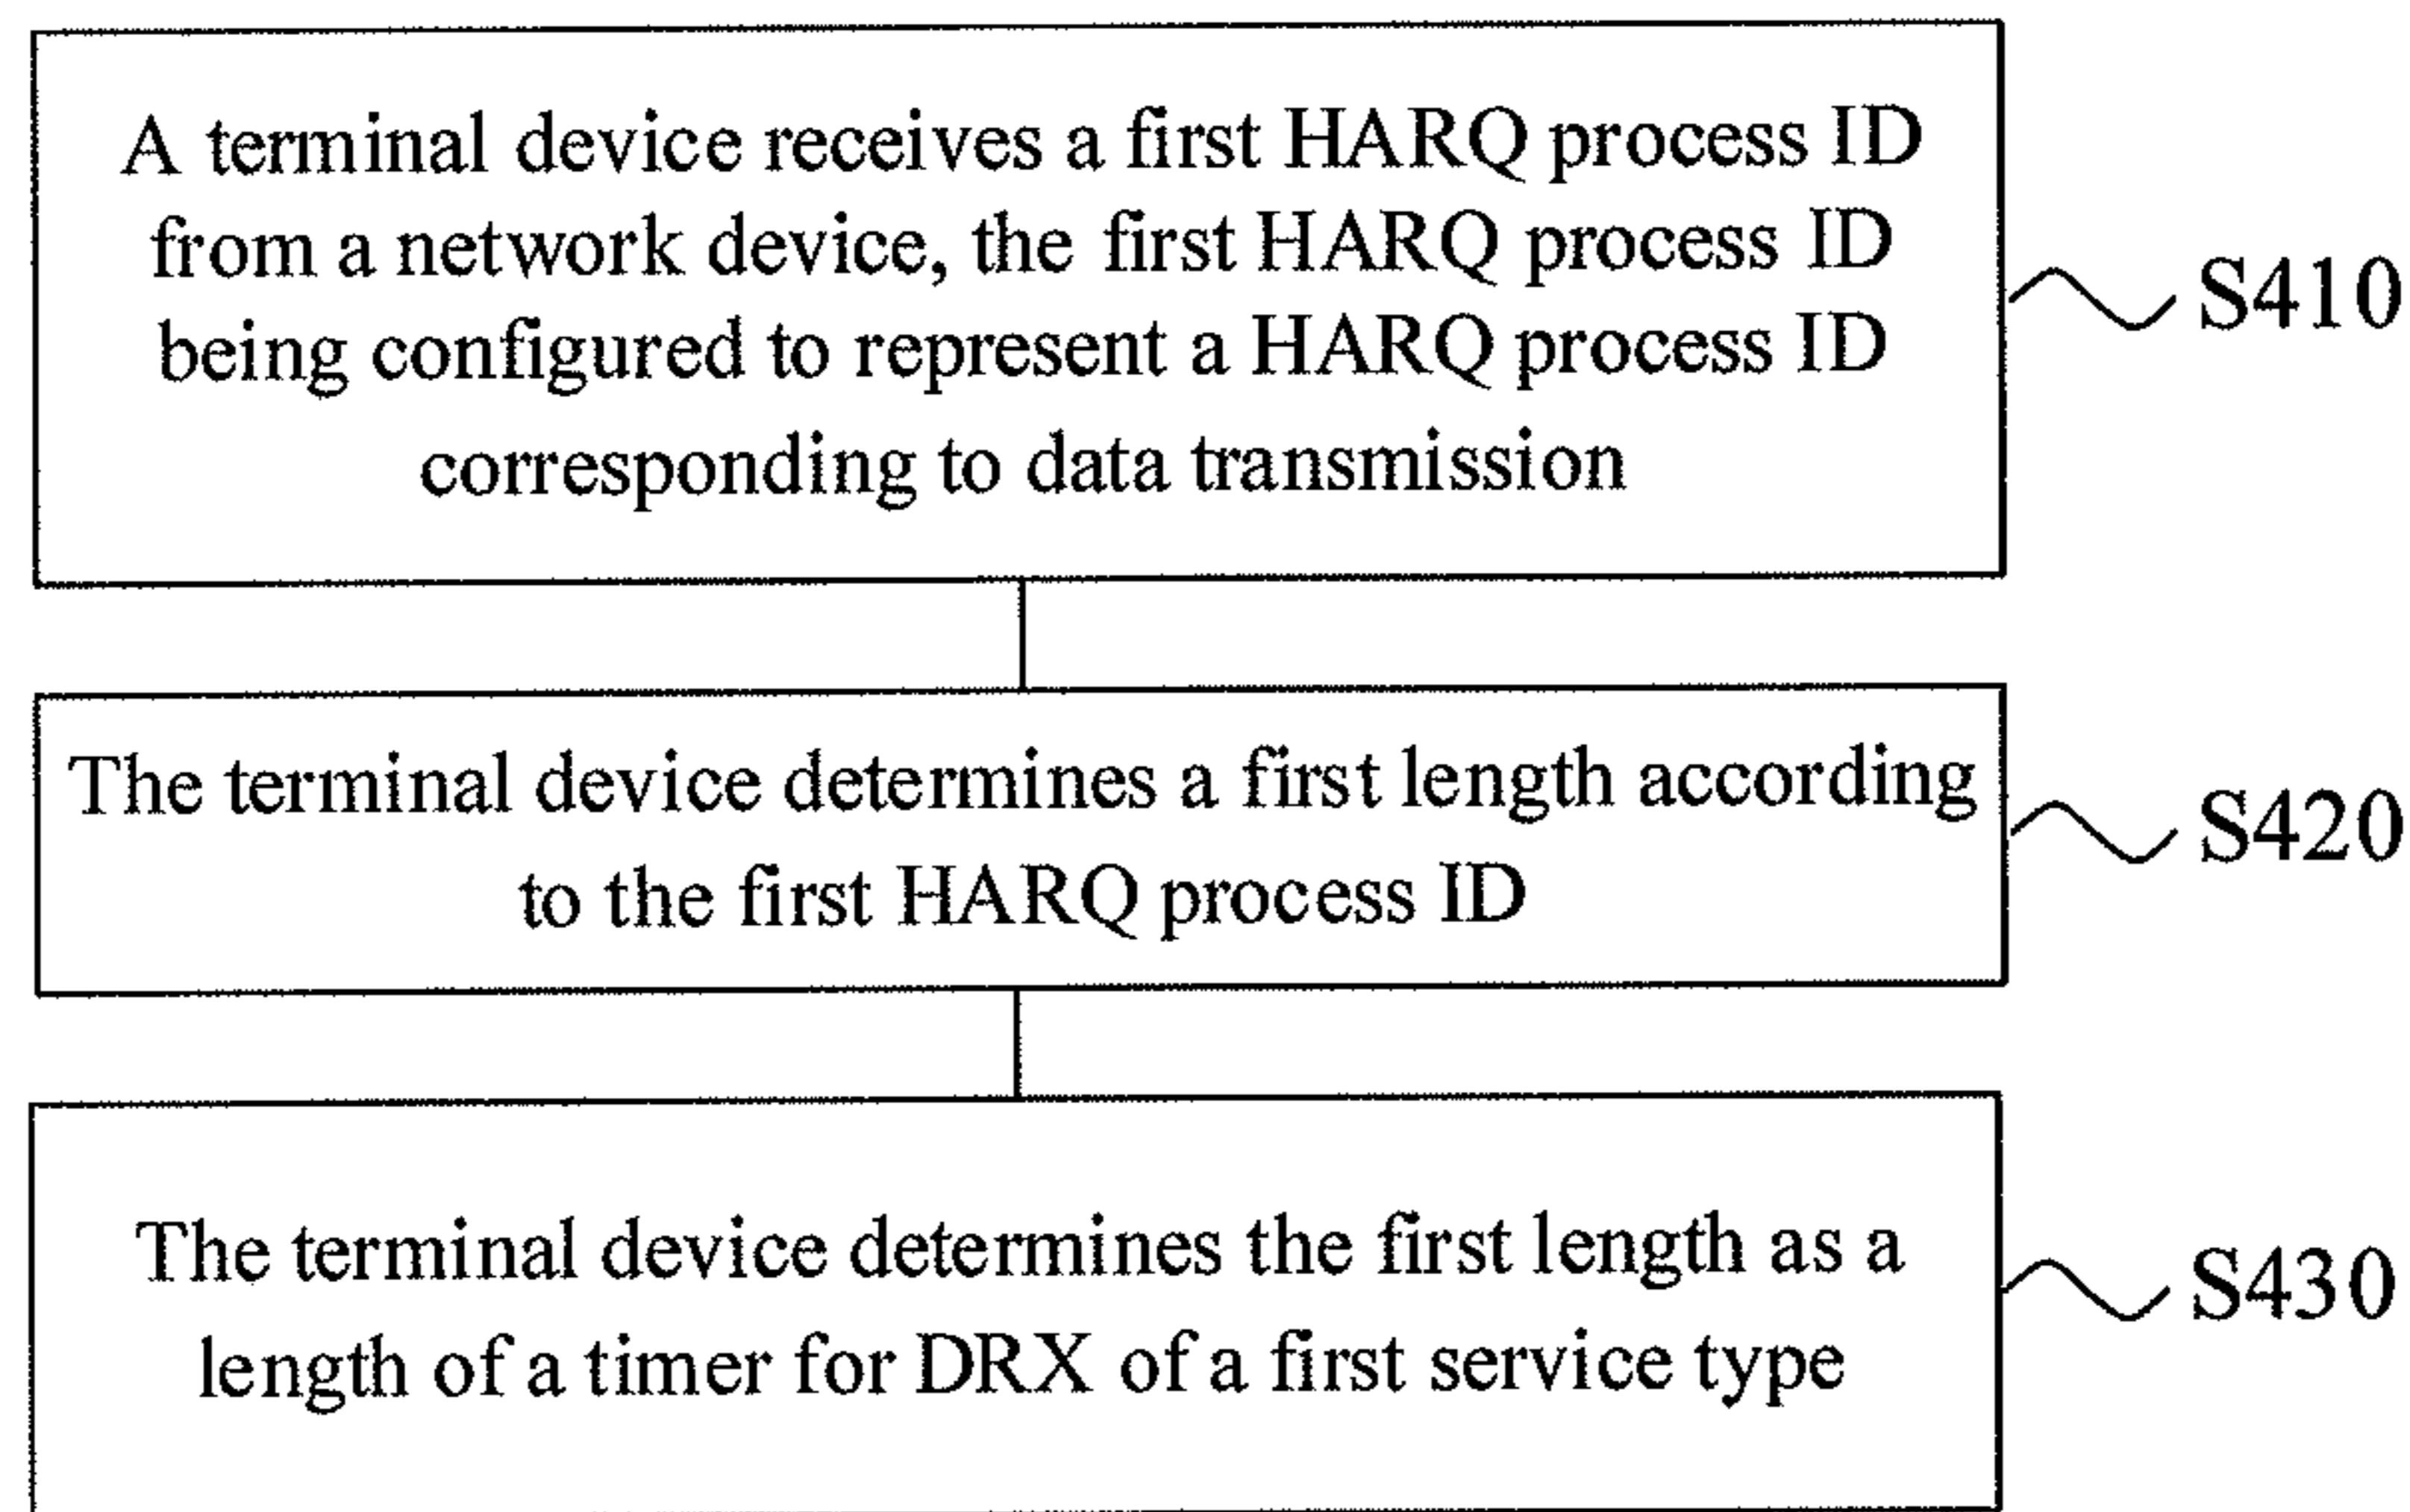 A terminal device receives a first HARQ process ID
from a network device, the first HARQ process ID
being configured to represent a HARQ process ID
corresponding to data transmission
S410
The terminal device determines a first length according
to the first HARQ process ID
S420
The terminal device determines the first length as a
length of a timer for DRX of a first service type
S430